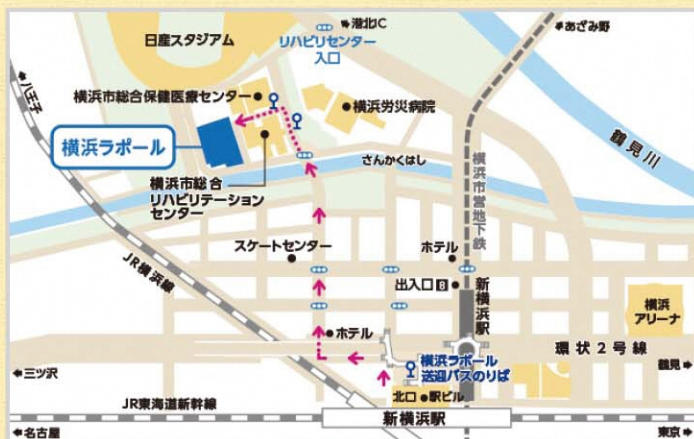 港北IC
日産スタジアム
リハビリセンター
入口
あざみ野
八王子
横浜市総合保健医療センター
横浜労災病院
鶴見川
横浜ラポール
さんかくはし
横浜市営地下鉄
横浜市総合
リハビリテーション
センター
スケートセンター
ホテル
JR横浜線
出入口8
新横浜駅
横浜
アリーナ
ホテル
環状2号線
横浜ラポール
送迎バスのりば
三ツ沢
鶴見
北口
駅ビル
JR東海道新幹線
新横浜駅
名古屋
東京